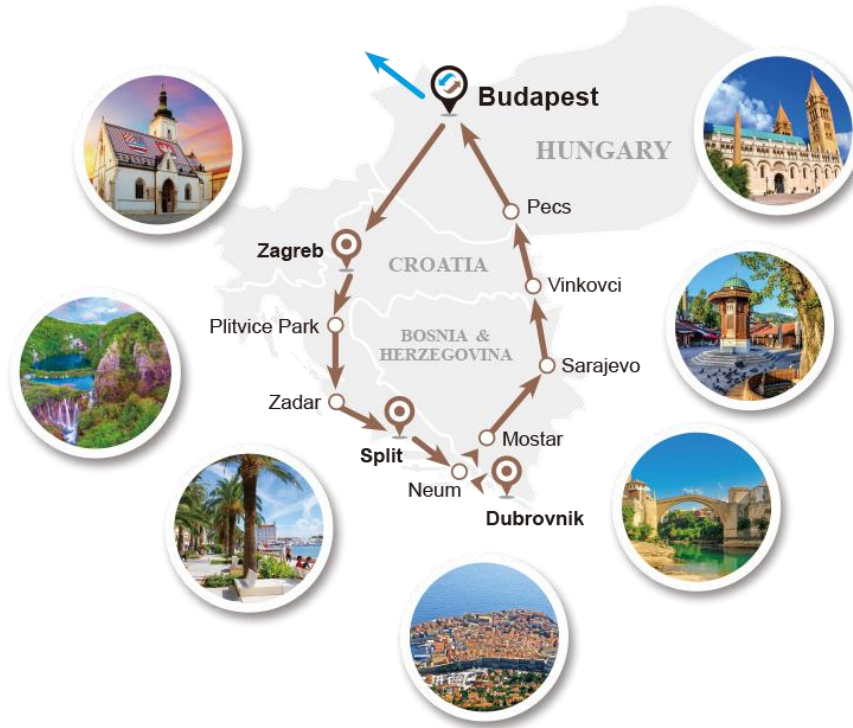 Budapest
HUNGARY
Pecs
Zagreb
CROATIA
Vinkovci
Plitvice Park
BOSNIA &
HERZEGOVINA
Sarajevo
Zadar
Split
Mostar
Neum
Dubrovnik